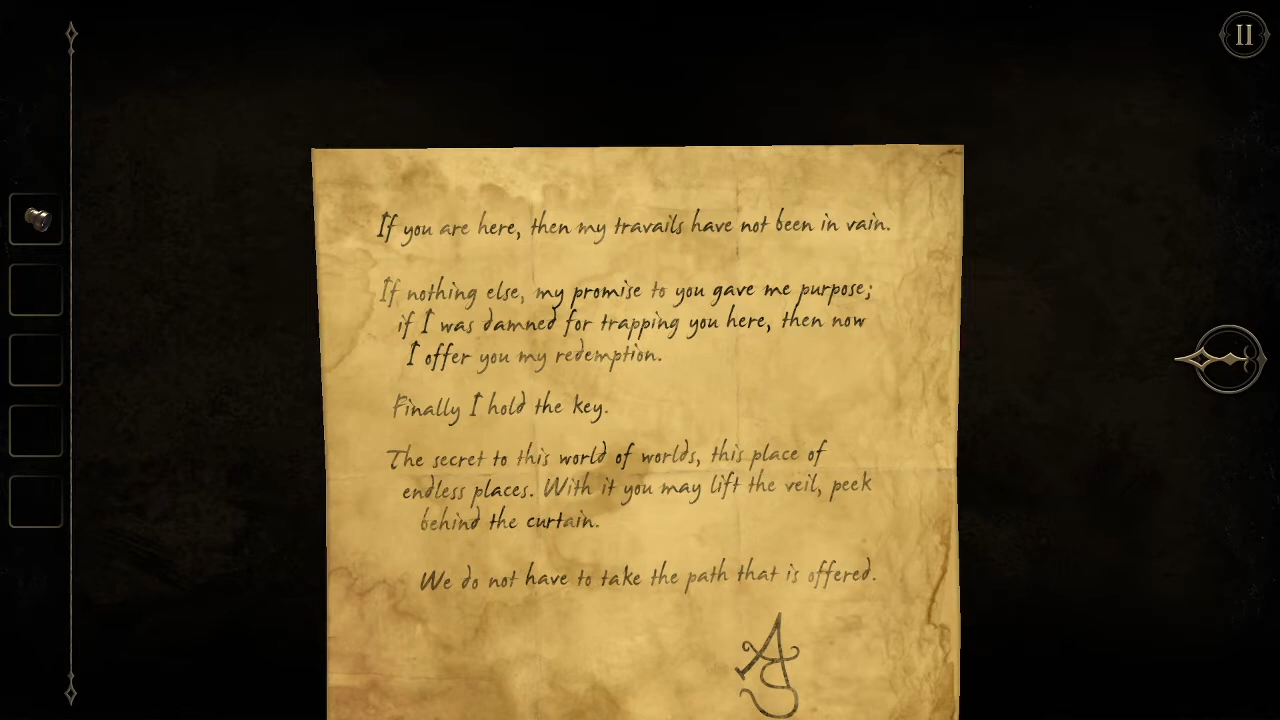 If you are here, then my travails have not been in vain.
If nothing else, my promise to you gave me purpose;
if I was damned for trapping you here, then now
I offer you my redemption.
Finally I hold the key.
The secret to this world of worlds, this place of
endless places. With it you may lift the veil, peek
behind the curtain.
We do not have to take the path that is offered.
AS